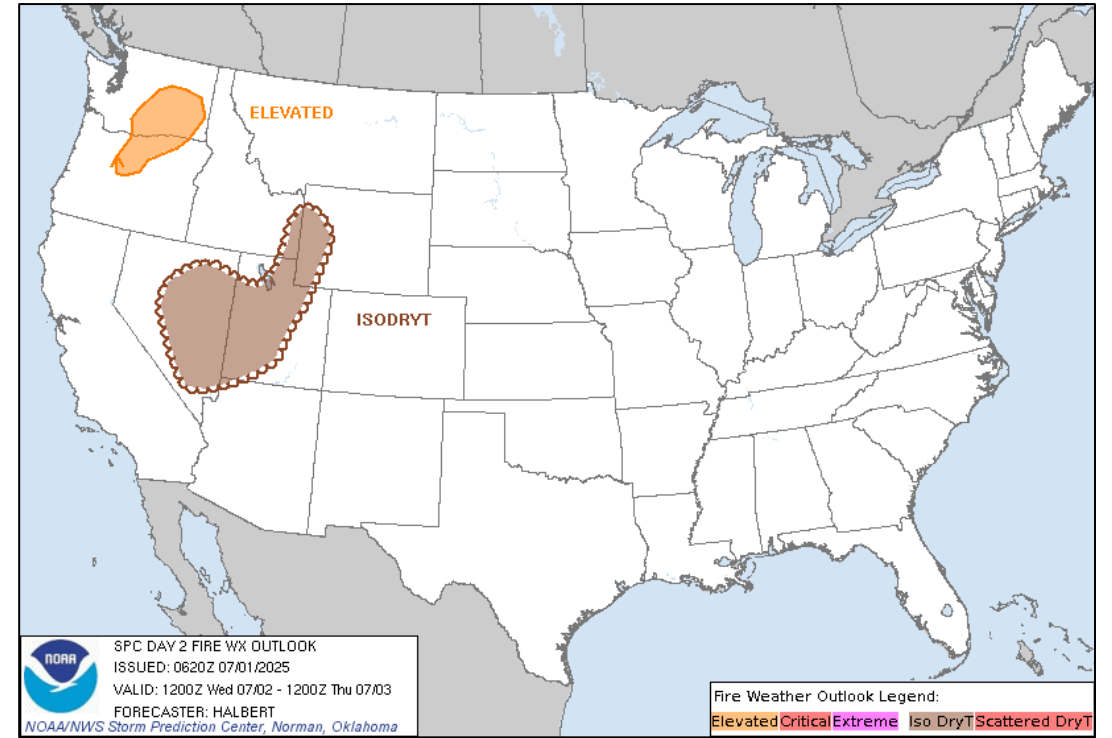 ELEVATED
ISODRYT
NOAA
SPC DAY 2 FIRE WX OUTLOOK
ISSUED: 0620Z 07/01/2025
VALID: 1200Z Wed 07/02 - 1200Z Thu 07/03
FORECASTER: HALBERT
NOAA/NWS Storm Prediction Center, Norman, Oklahoma
Fire Weather Outlook Legend:
Elevated Critical Extreme Iso DryT Scattered DryT